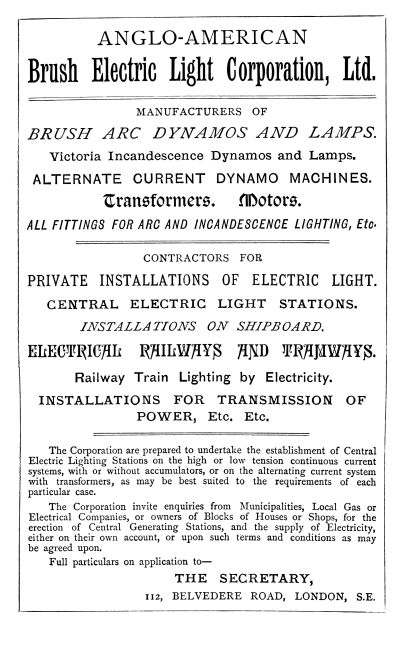 ANGLO-AMERICAN
Brush Electric Light Corporation, Ltd.
MANUFACTURERS OF
BRUSH ARC DYNAMOS AND LAMPS.
Victoria Incandescence Dynamos and Lamps.
ALTERNATE CURRENT DYNAMO MACHINES.
Transformers. Motors.
ALL FITTINGS FOR ARC AND INCANDESCENCE LIGHTING, Etc.
CONTRACTORS FOR
PRIVATE INSTALLATIONS OF ELECTRIC LIGHT.
CENTRAL ELECTRIC LIGHT STATIONS.
INSTALLATIONS ON SHIPBOARD.
ELECTRICAL RAILWAYS AND TRAMWAYS.
Railway Train Lighting by Electricity.
INSTALLATIONS FOR TRANSMISSION OF
POWER, Etc. Etc.
The Corporation are prepared to undertake the establishment of Central
Electric Lighting Stations on the high or low tension continuous current
systems, with or without accumulators, or on the alternating current system
with transformers, as may be best suited to the requirements of each
particular case.
The Corporation invite enquiries from Municipalities, Local Gas or
Electrical Companies, or owners of Blocks of Houses or Shops, for the
erection of Central Generating Stations, and the supply of Electricity,
either on their own account, or upon such terms and conditions as may
be agreed upon.
Full particulars on application to—
THE SECRETARY,
112, BELVEDERE ROAD, LONDON, S.E.